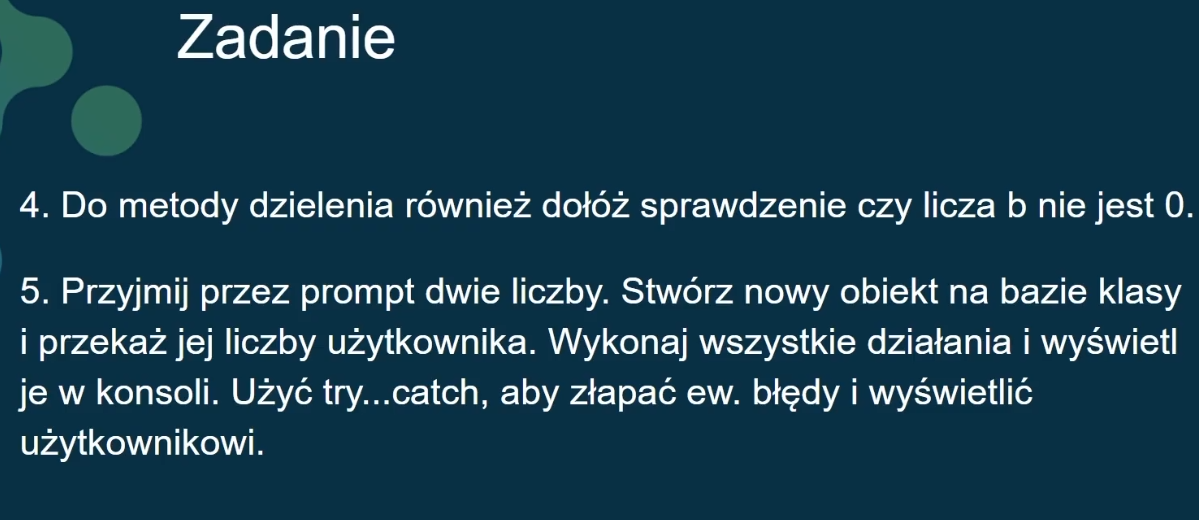 Zadanie
4. Do metody dzielenia również dołóż sprawdzenie czy licza b nie jest 0.
5. Przyjmij przez prompt dwie liczby. Stwórz nowy obiekt na bazie klasy
i przekaż jej liczby użytkownika. Wykonaj wszystkie działania i wyświetl
je w konsoli. Użyć try...catch, aby złapać ew. błędy i wyświetlić
użytkownikowi.